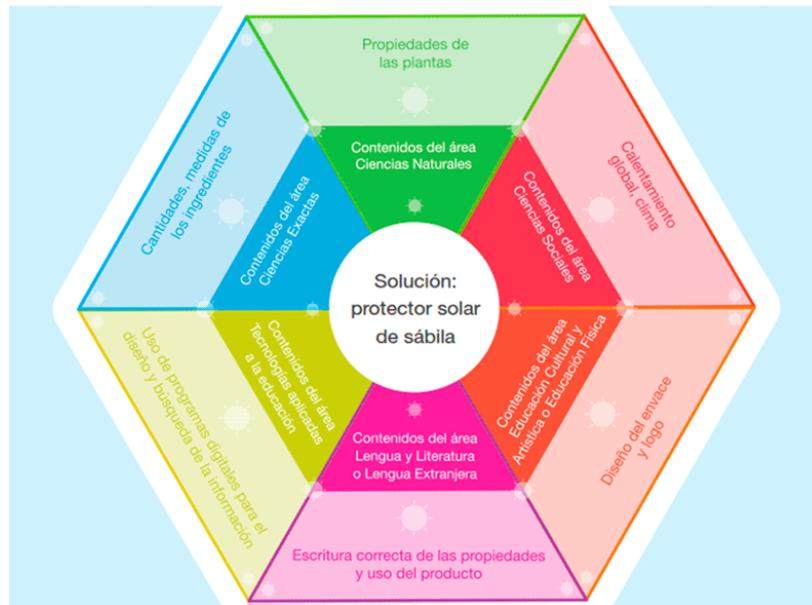 Propiedades de
las plantas
Contenidos del área
Ciencias Naturales
Calentamiento
global, clima
Contenidos del área
Ciencias Sociales
Cantidades, medidas de
los ingredientes
Contenidos del área
Ciencias Exactas
Solución:
protector solar
de sábila
Uso de programas digitales para el
diseño y búsqueda de la información
Contenidos del área
Tecnologías aplicadas
a la educación
Contenidos del área
Educación Cultural y
Artística o Educación Física
Diseño del envace
y logo
Contenidos del área
Lengua y Literatura
o Lengua Extranjera
Escritura correcta de las propiedades
y uso del producto